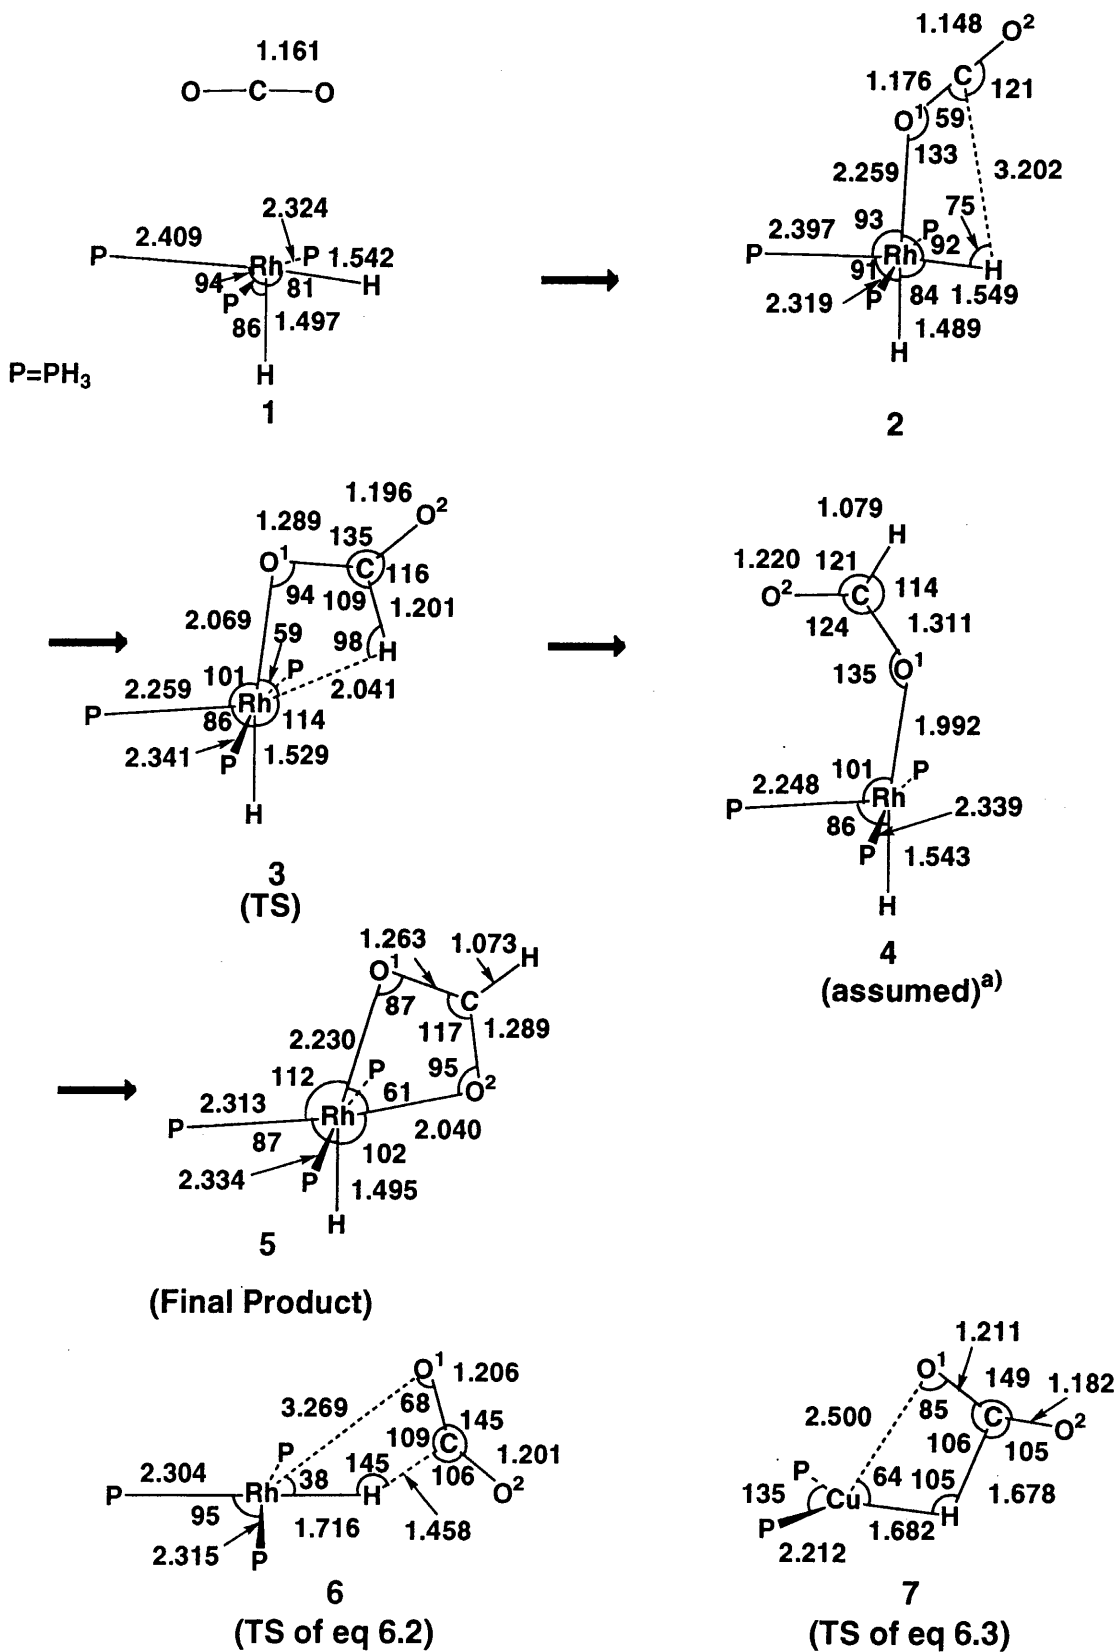 1.161
O C O
2.324
2.409
P Rh P 1.542
94 P 81 H
86 1.497
H
P=PH3
1
1.148 O2
C
1.176 121
O1 59
133
2.259 3.202
75
93 P
2.397 92
P Rh H
91
2.319 P 84 1.549
1.489
H
2
1.196 O2
1.289 135
O1 C 116
94 109 1.201
2.069 59 98 H
101 P
2.259 2.041
P Rh
86 114
2.341 P 1.529
H
3
(TS)
1.079
H
1.220 121
O2 C 114
124 1.311
135 O1
1.992
101 P
2.248
P Rh 2.339
86
P 1.543
H
4
(assumed)a)
1.263 1.073 H
O1
87 C
117 1.289
2.230
95
112 P 61 O2
2.313
P Rh 2.040
87 102
2.334 P 1.495
H
5
(Final Product)
O1 1.206
68
3.269 145
109 C
P 145 1.201
2.304 38 106
P Rh H O2
95 1.716 1.458
2.315
P
6
(TS of eq 6.2)
1.211
O1 149 1.182
85
2.500 C O2
106 105
P 64 105
135 Cu 1.678
P H
1.682
2.212
7
(TS of eq 6.3)